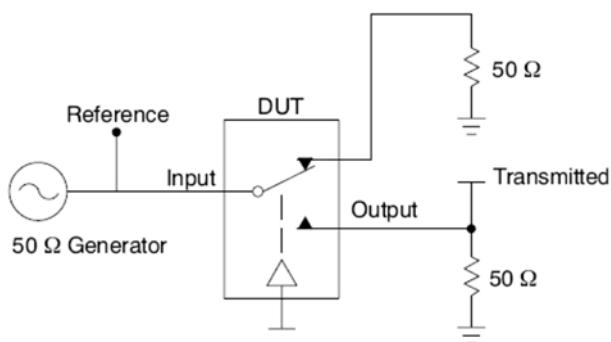 50 Ω
DUT
Reference
Input
Transmitted
Output
50 Ω Generator
50 Ω